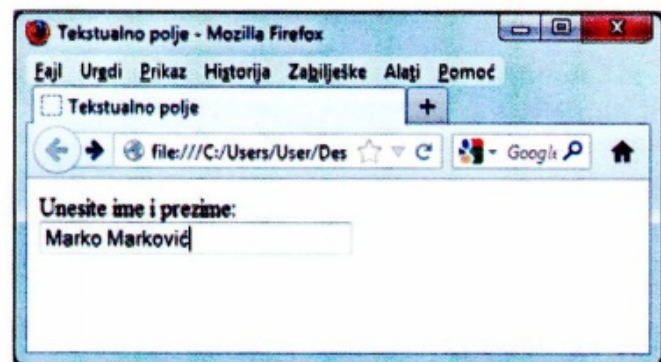 Tekstualno polje - Mozilla Firefox
Fajl Uredi Prikaz Historija Zabilješke Alati Pomoć
Tekstualno polje
file:///C:/Users/User/Des
Google
Unesite ime i prezime:
Marko Marković